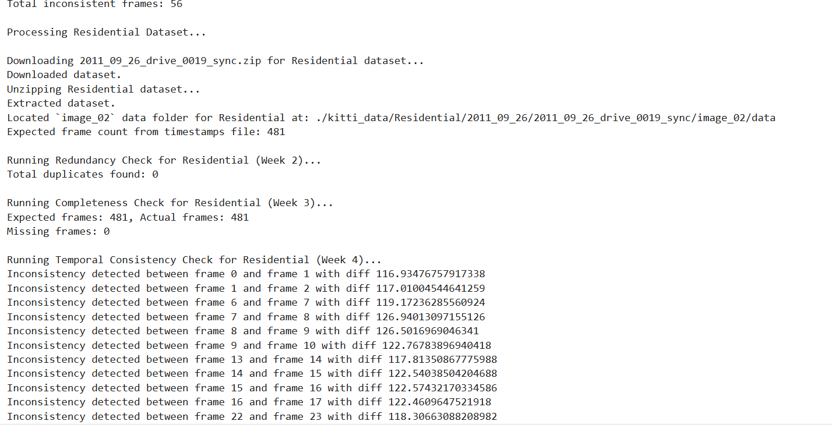 Total inconsistent frames: 56
Processing Residential Dataset...
Downloading 2011_09_26_drive_0019_sync.zip for Residential dataset...
Downloaded dataset.
Unzipping Residential dataset...
Extracted dataset.
Located `image_02` data folder for Residential at: ./kitti_data/Residential/2011_09_26/2011_09_26_drive_0019_sync/image_02/data
Expected frame count from timestamps file: 481
Running Redundancy Check for Residential (Week 2)...
Total duplicates found: 0
Running Completeness Check for Residential (Week 3)...
Expected frames: 481, Actual frames: 481
Missing frames: 0
Running Temporal Consistency Check for Residential (Week 4)...
Inconsistency detected between frame 0 and frame 1 with diff 116.93476757917338
Inconsistency detected between frame 1 and frame 2 with diff 117.01004544641259
Inconsistency detected between frame 6 and frame 7 with diff 119.17236285560924
Inconsistency detected between frame 7 and frame 8 with diff 126.94013097155126
Inconsistency detected between frame 8 and frame 9 with diff 126.5016969046341
Inconsistency detected between frame 9 and frame 10 with diff 122.76783896940418
Inconsistency detected between frame 13 and frame 14 with diff 117.81350867775988
Inconsistency detected between frame 14 and frame 15 with diff 122.54038504204688
Inconsistency detected between frame 15 and frame 16 with diff 122.57432170334586
Inconsistency detected between frame 16 and frame 17 with diff 122.4609647521918
Inconsistency detected between frame 22 and frame 23 with diff 118.30663088208982